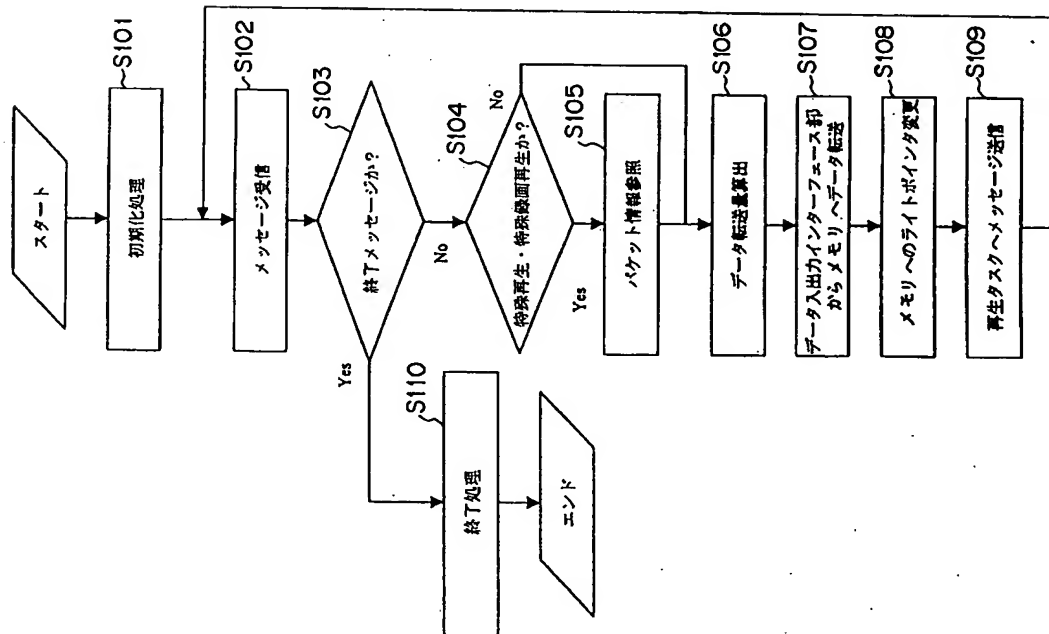 スタート
初期化処理
S101
メッセージ受信
S102
終了メッセージか?
S103
Yes
No
特殊再生・特殊録画再生か?
S104
No
Yes
パケット情報参照
S105
データ転送量算出
S106
データ入出力インターフェース部
からメモリへデータ転送
S107
メモリへのライトポインタ変更
S108
再生タスクへメッセージ送信
S109
終了処理
S110
エンド